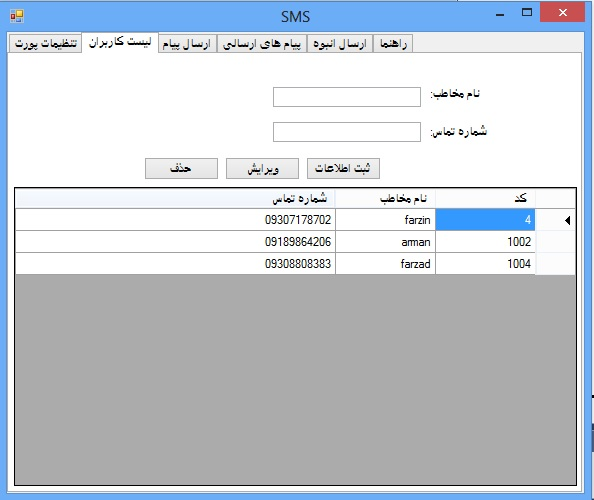 SMS
راهنما ارسال انبوه پیام های ارسالی ارسال پیام لیست کاربران تنظیمات پورت
نام مخاطب:
شماره تماس:
ثبت اطلاعات ویرایش حذف
کد نام مخاطب شماره تماس
4 farzin 09307178702
1002 arman 09189864206
1004 farzad 09308808383